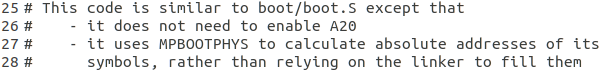 25 # This code is similar to boot/boot.S except that
26 #    - it does not need to enable A20
27 #    - it uses MPBOOTPHYS to calculate absolute addresses of its
28 #      symbols, rather than relying on the linker to fill them